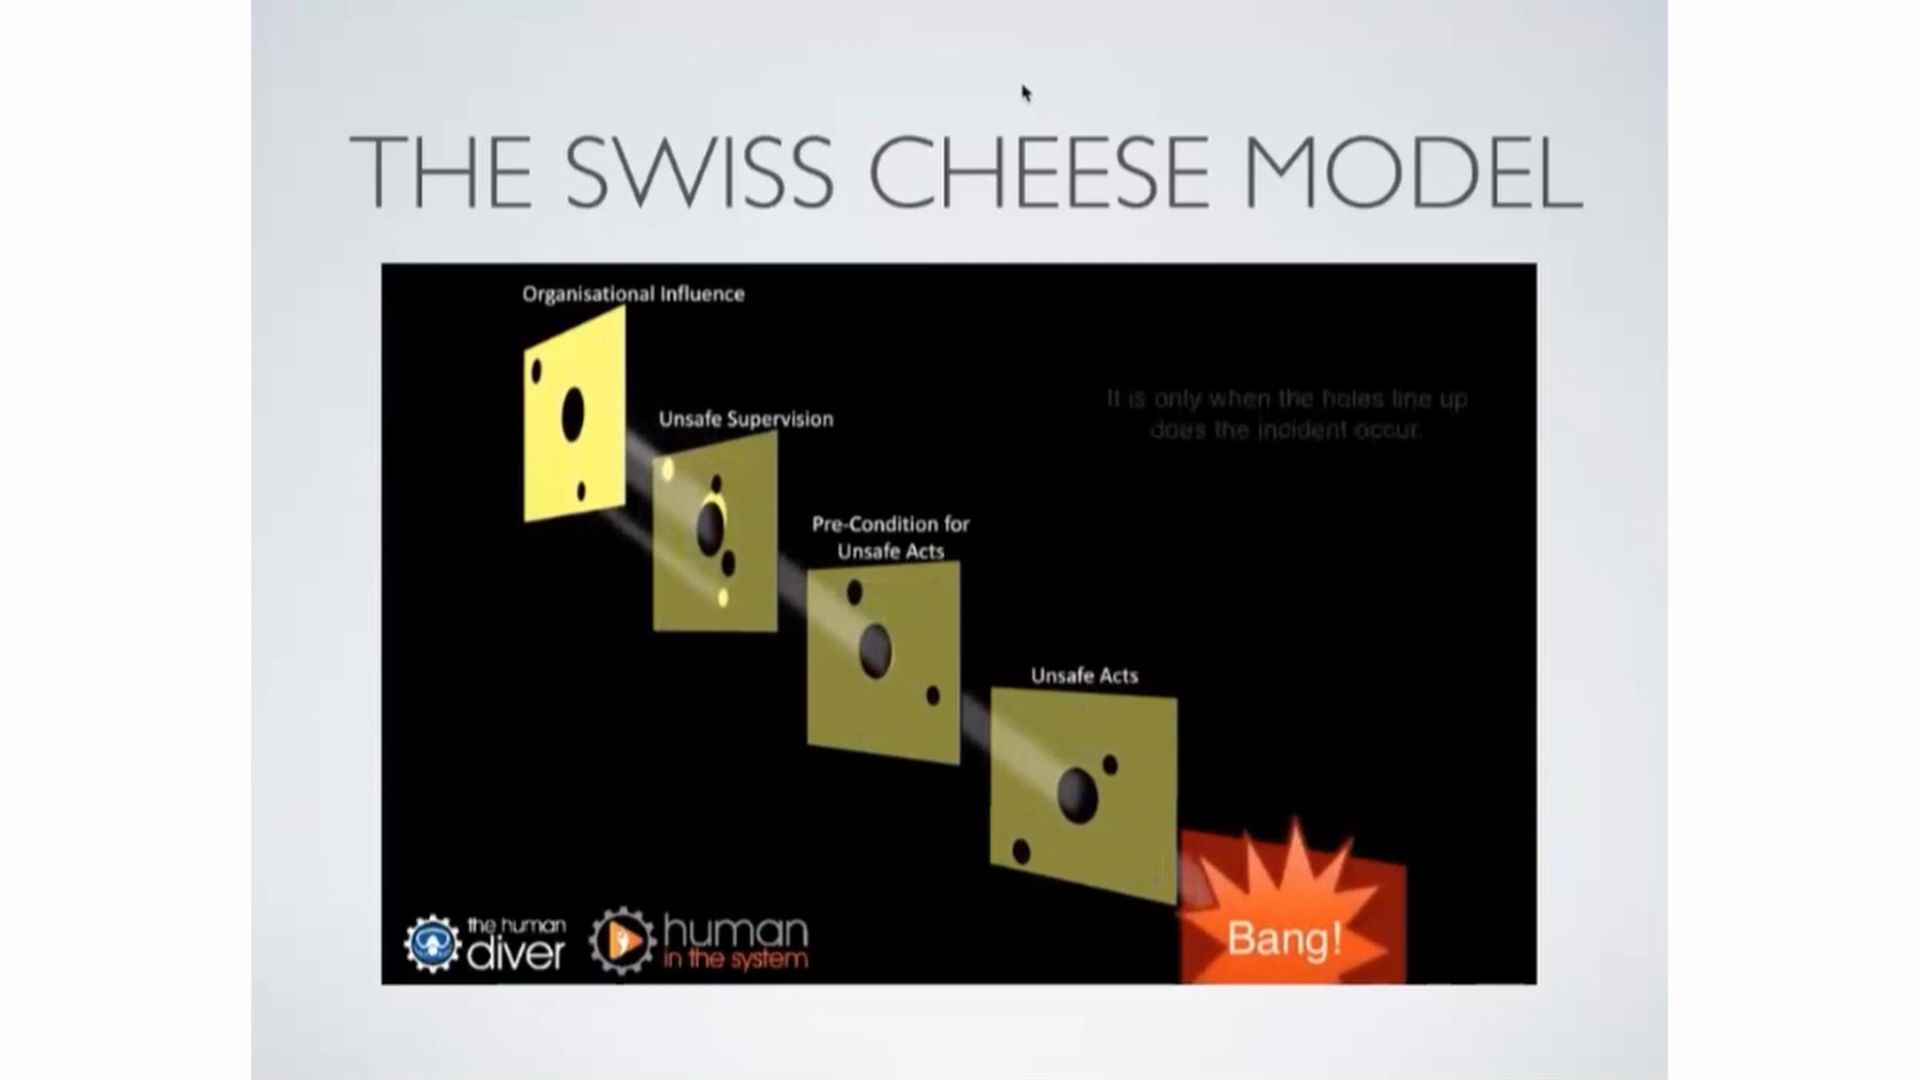 THE SWISS CHEESE MODEL
Organisational Influence
Unsafe Supervision
It is only when the holes line up
does the incident occur.
Pre-Condition for
Unsafe Acts
Unsafe Acts
Bang!
the human
diver
human
in the system